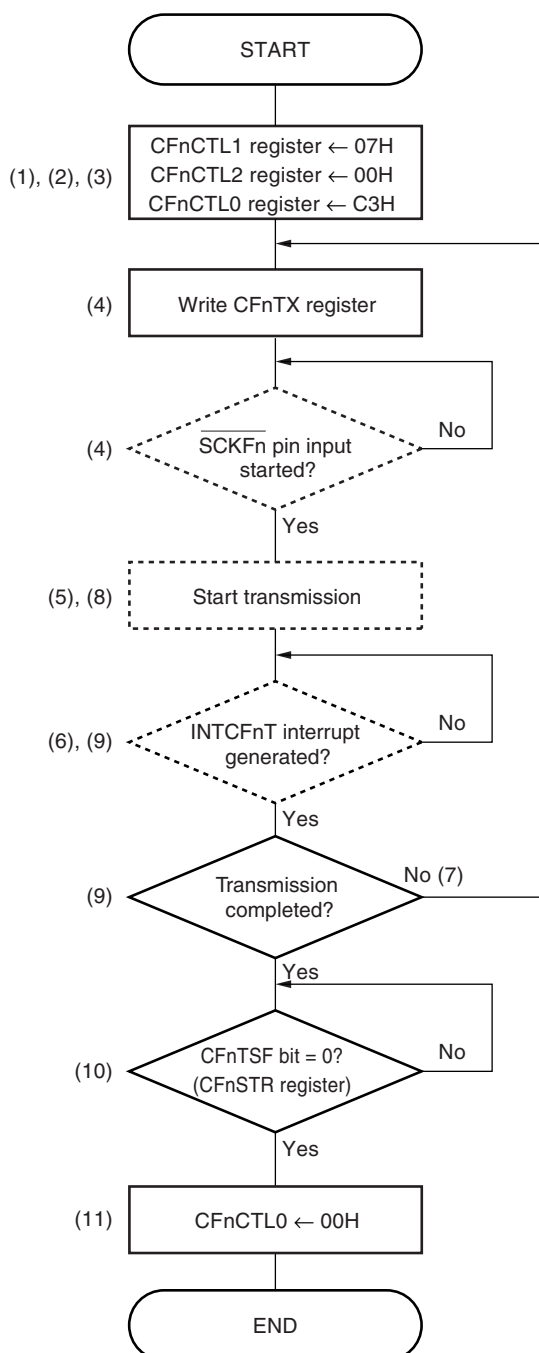 START
(1), (2), (3)
CFnCTL1 register ← 07H
CFnCTL2 register ← 00H
CFnCTL0 register ← C3H
(4)
Write CFnTX register
(4)
SCKFn pin input
started?
No
Yes
(5), (8)
Start transmission
(6), (9)
INTCFnT interrupt
generated?
No
Yes
(9)
Transmission
completed?
No (7)
Yes
(10)
CFnTSF bit = 0?
(CFnSTR register)
No
Yes
(11)
CFnCTL0 ← 00H
END